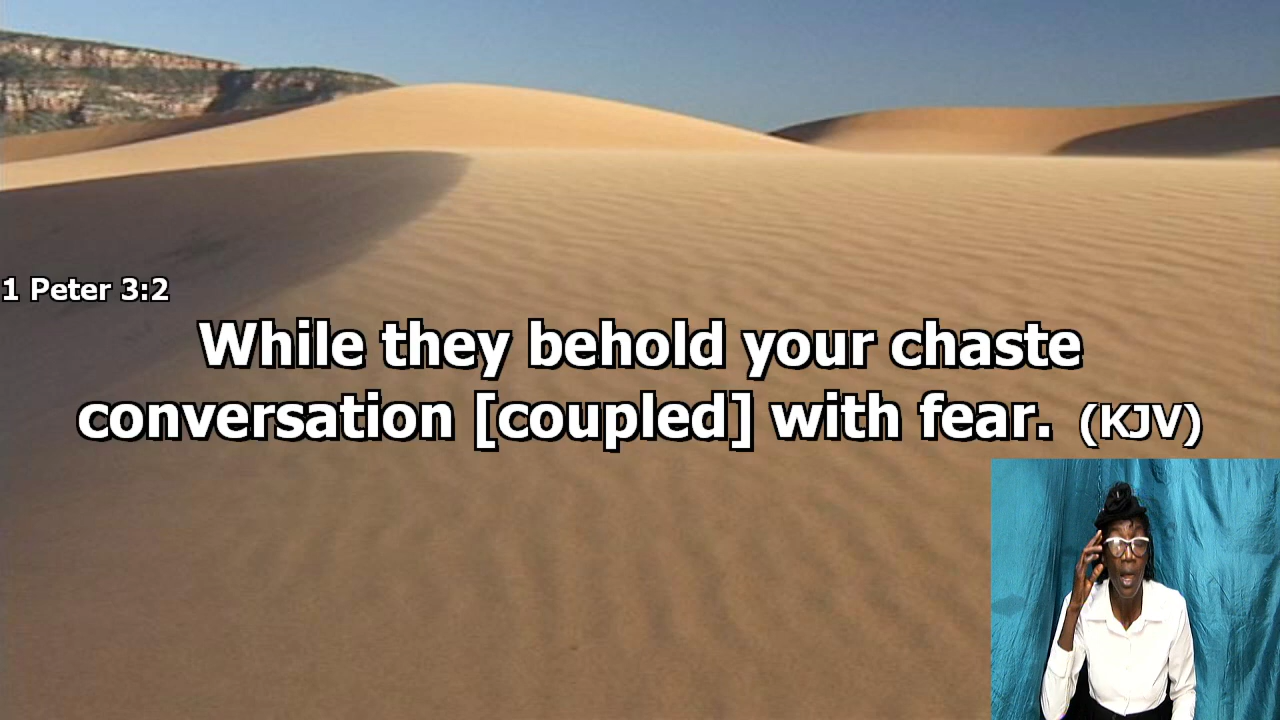 1 Peter 3:2
While they behold your chaste
conversation [coupled] with fear. (KJV)